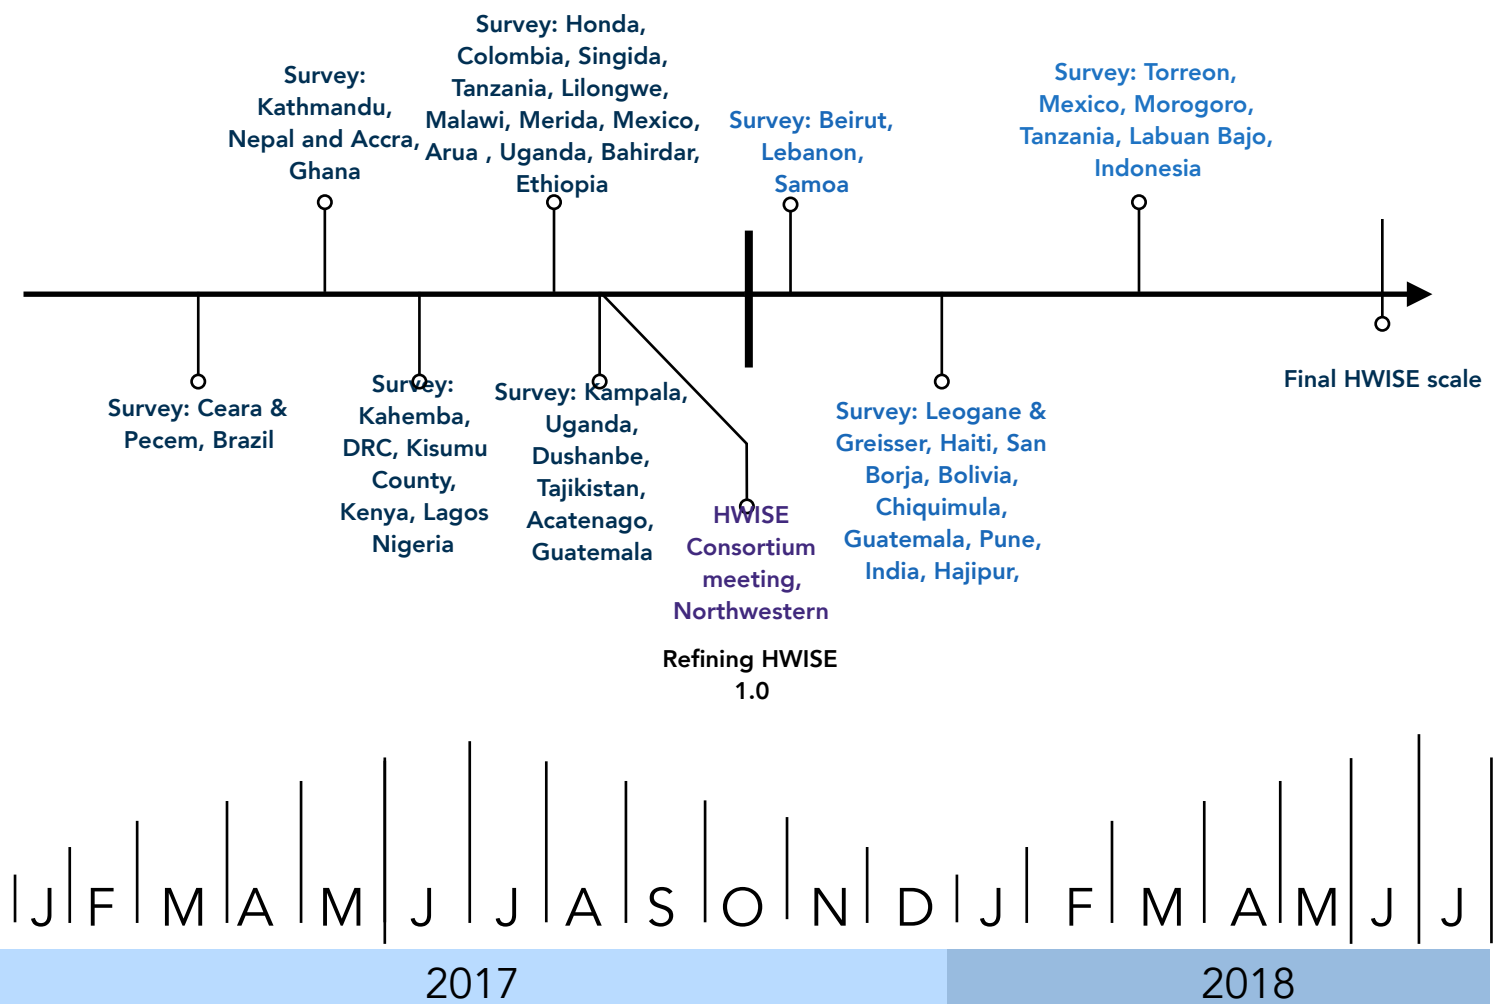 Survey:
Kathmandu,
Nepal and Accra,
Ghana
Survey: Honda,
Colombia, Singida,
Tanzania, Lilongwe,
Malawi, Merida, Mexico,
Arua , Uganda, Bahirdar,
Ethiopia
Survey: Beirut,
Lebanon,
Samoa
Survey: Torreon,
Mexico, Morogoro,
Tanzania, Labuan Bajo,
Indonesia
Survey: Ceara &
Pecem, Brazil
Survey:
Kahemba,
DRC, Kisumu
County,
Kenya, Lagos
Nigeria
Survey: Kampala,
Uganda,
Dushanbe,
Tajikistan,
Acatenago,
Guatemala
HWISE
Consortium
meeting,
Northwestern
Refining HWISE
1.0
Survey: Leogane &
Greisser, Haiti, San
Borja, Bolivia,
Chiquimula,
Guatemala, Pune,
India, Hajipur,
Final HWISE scale
J F M A M J J A S O N D J F M A M J J
2017 2018